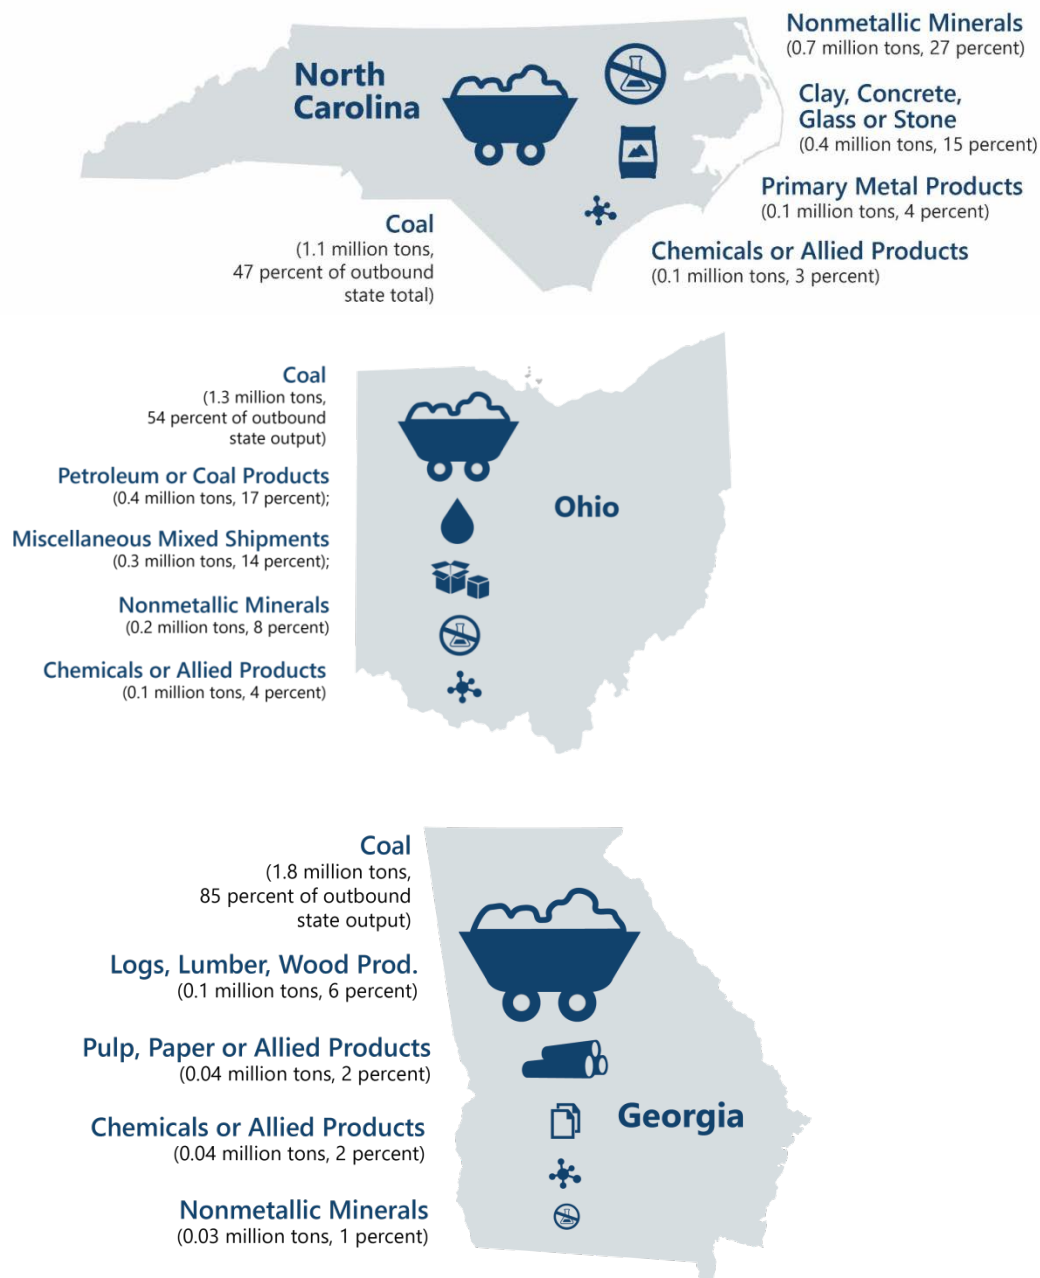 North
Carolina
Nonmetallic Minerals
(0.7 million tons, 27 percent)
Clay, Concrete,
Glass or Stone
(0.4 million tons, 15 percent)
Primary Metal Products
(0.1 million tons, 4 percent)
Chemicals or Allied Products
(0.1 million tons, 3 percent)
Coal
(1.1 million tons,
47 percent of outbound
state total)
Coal
(1.3 million tons,
54 percent of outbound
state output)
Petroleum or Coal Products
(0.4 million tons, 17 percent);
Miscellaneous Mixed Shipments
(0.3 million tons, 14 percent);
Nonmetallic Minerals
(0.2 million tons, 8 percent)
Chemicals or Allied Products
(0.1 million tons, 4 percent)
Ohio
Coal
(1.8 million tons,
85 percent of outbound
state output)
Logs, Lumber, Wood Prod.
(0.1 million tons, 6 percent)
Pulp, Paper or Allied Products
(0.04 million tons, 2 percent)
Chemicals or Allied Products
(0.04 million tons, 2 percent)
Nonmetallic Minerals
(0.03 million tons, 1 percent)
Georgia